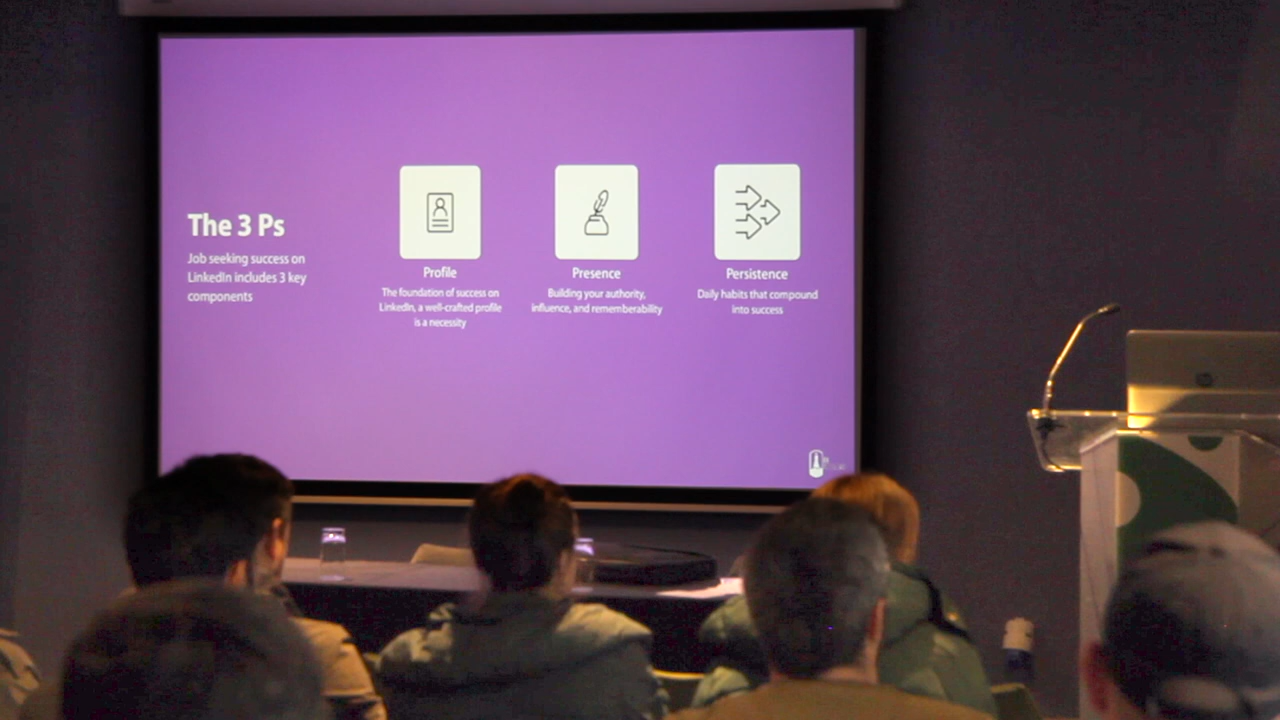 The 3 Ps
Job seeking success on
LinkedIn includes 3 key
components
Profile
The foundation of success on
LinkedIn, a well-crafted profile
is a necessity
Presence
Building your authority,
influence, and rememberability
Persistence
Daily habits that compound
into success